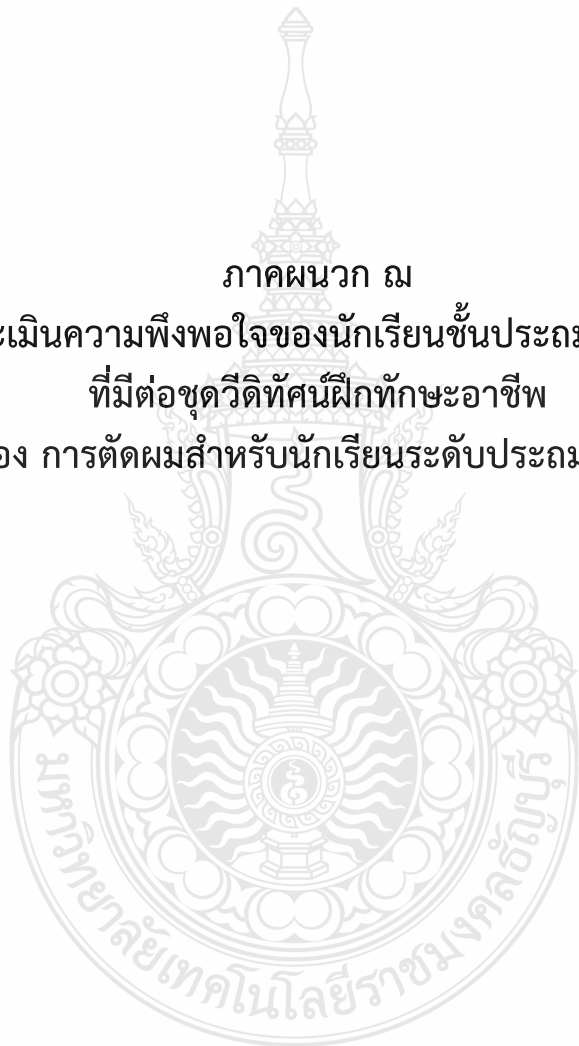 ภาคผนวก ฌ
ะเมินความพึงพอใจของนักเรียนชั้นประถม
ที่มีต่อชุดวีดิทัศน์ฝึกทักษะอาชีพ
อง การตัดผมสำหรับนักเรียนระดับประถม
มหาวิทยาลัยเทคโนโลยีราชมงคลธัญบุรี